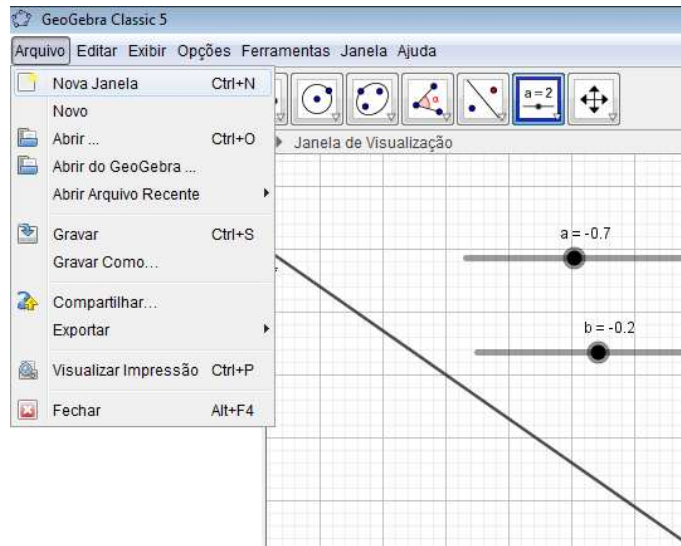 GeoGebra Classic 5
Arquivo Editar Exibir Opções Ferramentas Janela Ajuda
Nova Janela Ctrl+N
Novo
Abrir ... Ctrl+O
Abrir do GeoGebra ...
Abrir Arquivo Recente
Gravar Ctrl+S
Gravar Como...
Compartilhar...
Exportar
Visualizar Impressão Ctrl+P
Fechar Alt+F4
a=2
Janela de Visualização
a = -0.7
b = -0.2